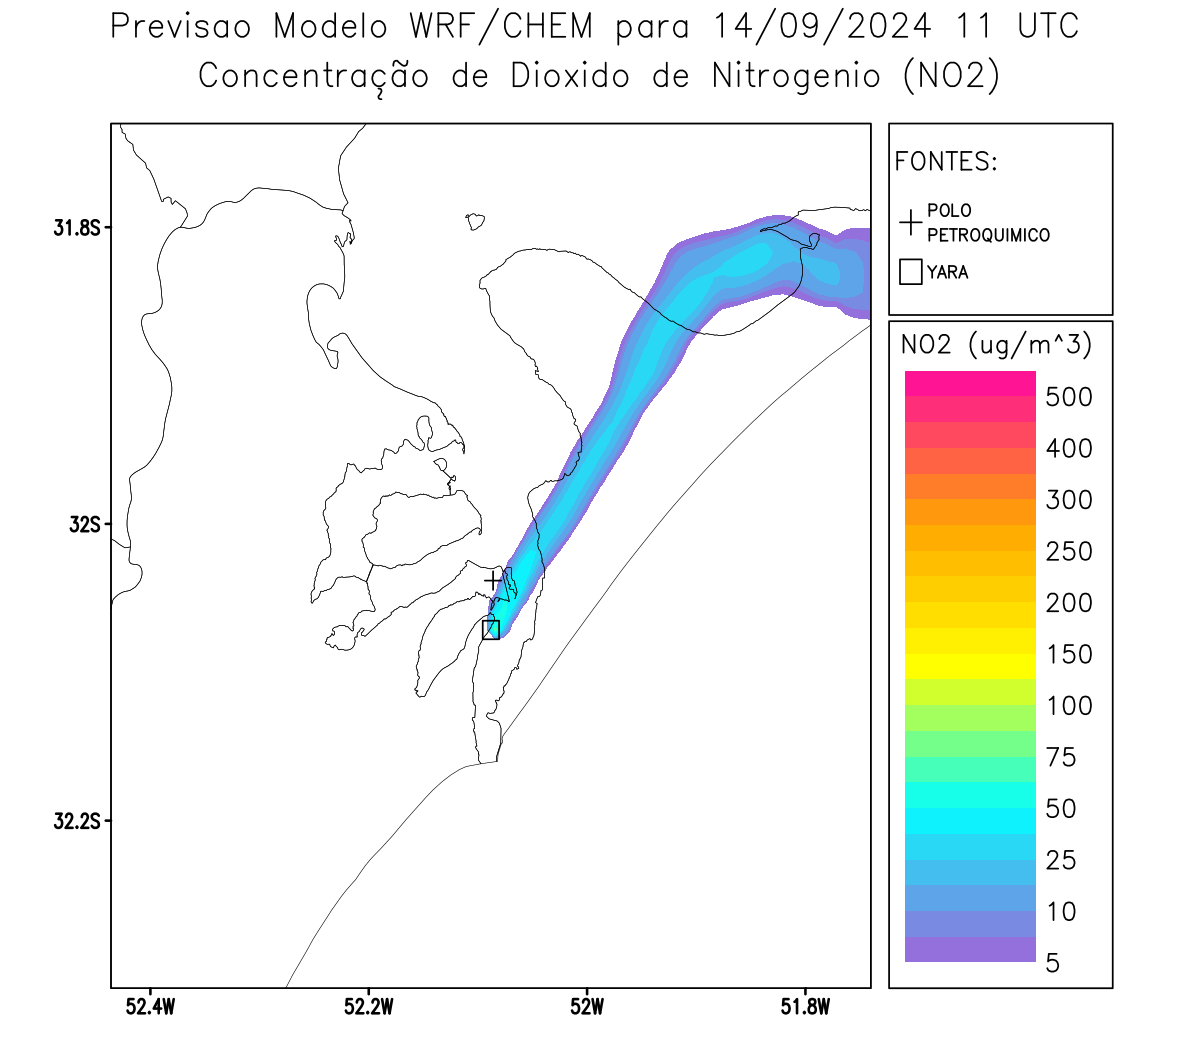 Previsao Modelo WRF/CHEM para 14/09/2024 11 UTC
Concentração de Dioxido de Nitrogenio (NO2)
FONTES:
POLO
PETROQUIMICO
YARA
31.8S
32S
32.2S
52.4W
52.2W
52W
51.8W
NO2 (ug/m^3)
500
400
300
250
200
150
100
75
50
25
10
5